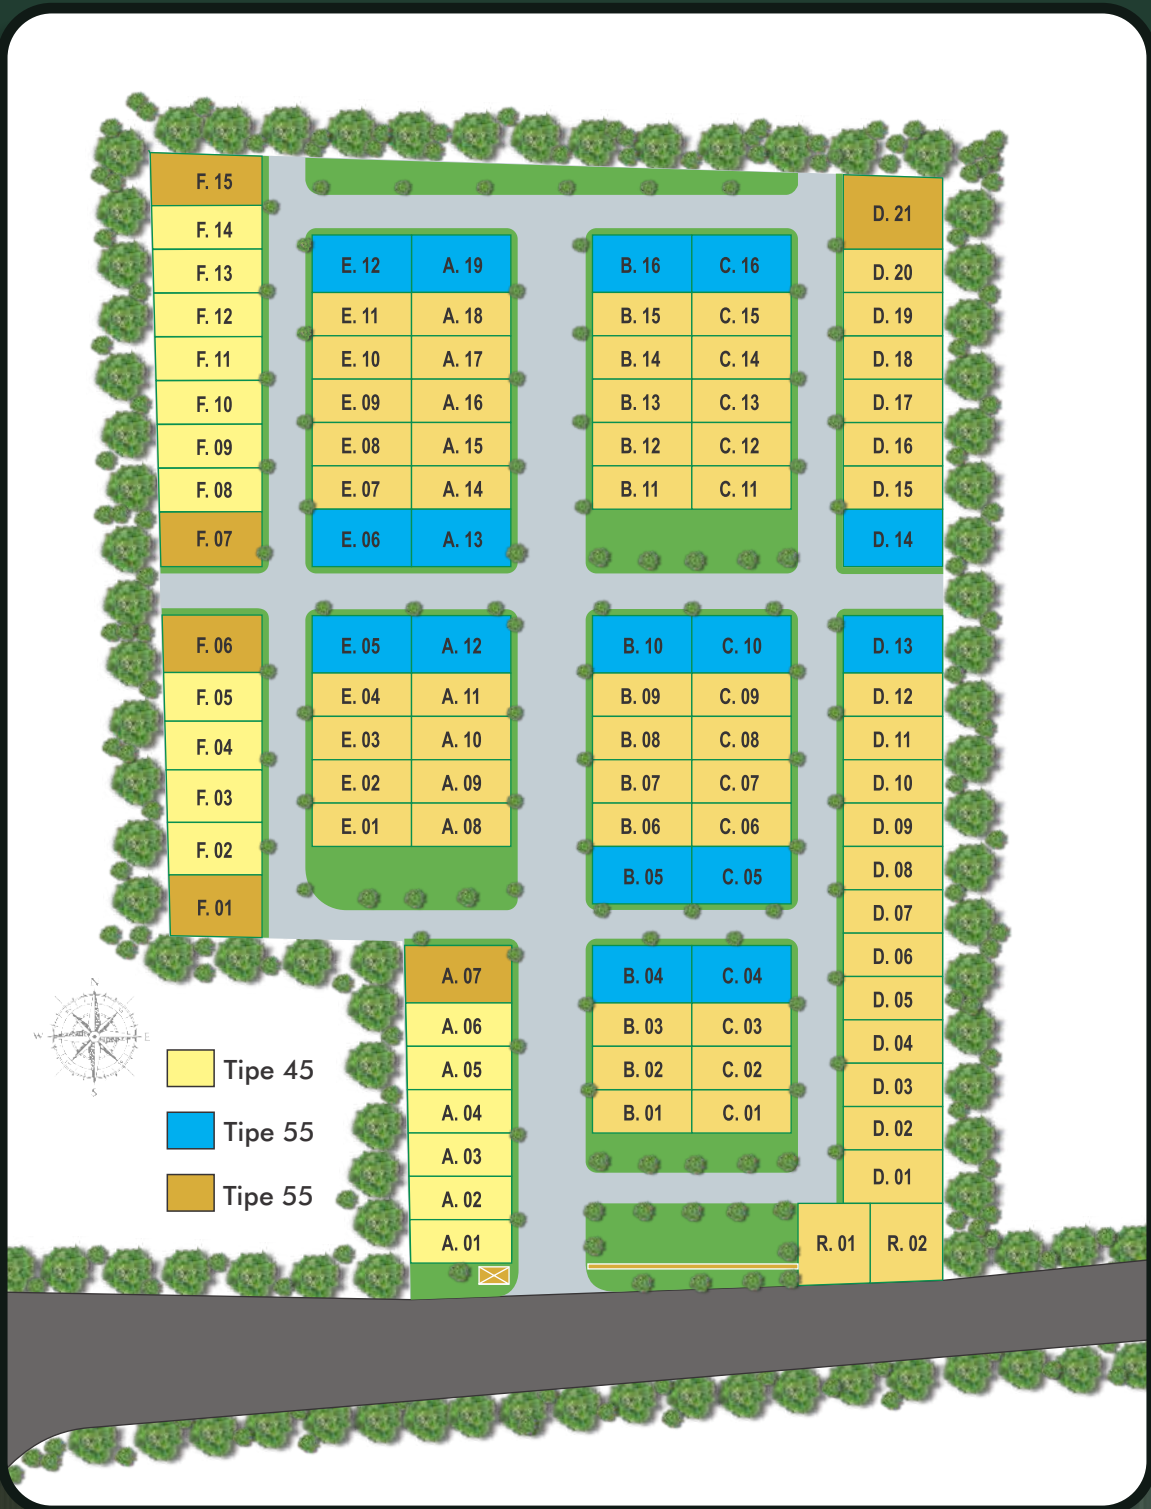 F. 15
F. 14
F. 13
F. 12
F. 11
F. 10
F. 09
F. 08
F. 07
F. 06
F. 05
F. 04
F. 03
F. 02
F. 01
E. 12 A. 19
E. 11 A. 18
E. 10 A. 17
E. 09 A. 16
E. 08 A. 15
E. 07 A. 14
E. 06 A. 13
E. 05 A. 12
E. 04 A. 11
E. 03 A. 10
E. 02 A. 09
E. 01 A. 08
A. 07
A. 06
A. 05
A. 04
A. 03
A. 02
A. 01
B. 16 C. 16
B. 15 C. 15
B. 14 C. 14
B. 13 C. 13
B. 12 C. 12
B. 11 C. 11
B. 10 C. 10
B. 09 C. 09
B. 08 C. 08
B. 07 C. 07
B. 06 C. 06
B. 05 C. 05
B. 04 C. 04
B. 03 C. 03
B. 02 C. 02
B. 01 C. 01
D. 21
D. 20
D. 19
D. 18
D. 17
D. 16
D. 15
D. 14
D. 13
D. 12
D. 11
D. 10
D. 09
D. 08
D. 07
D. 06
D. 05
D. 04
D. 03
D. 02
D. 01
R. 01 R. 02
N
W E
S
Tipe 45
Tipe 55
Tipe 55